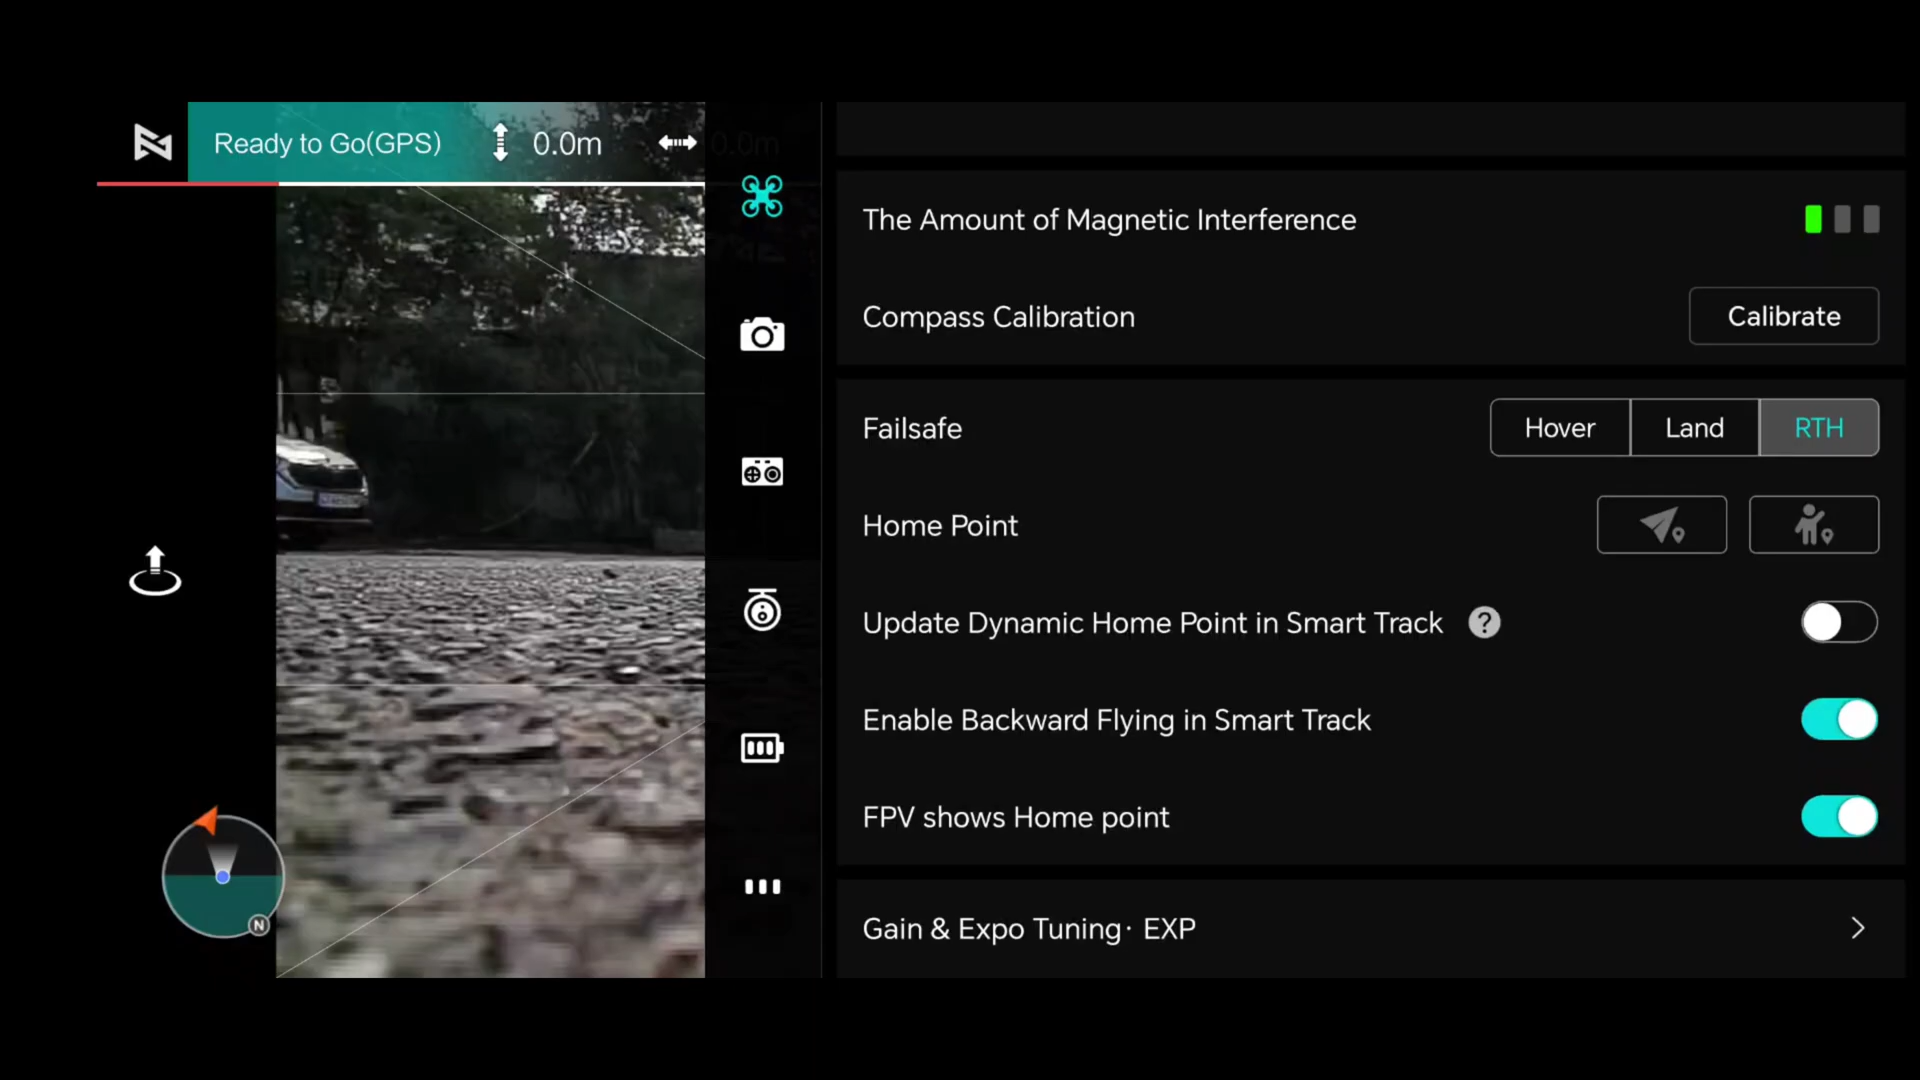 Ready to Go(GPS) 0.0m 0.0m
The Amount of Magnetic Interference
Compass Calibration Calibrate
Failsafe Hover Land RTH
Home Point
Update Dynamic Home Point in Smart Track ?
Enable Backward Flying in Smart Track
FPV shows Home point
N
Gain & Expo Tuning· EXP